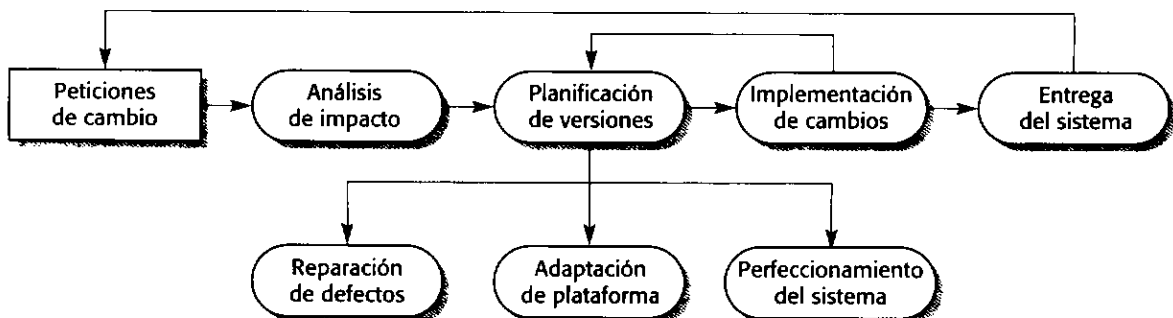 Peticiones
de cambio
Análisis
de impacto
Planificación
de versiones
Implementación
de cambios
Entrega
del sistema
Reparación
de defectos
Adaptación
de plataforma
Perfeccionamiento
del sistema